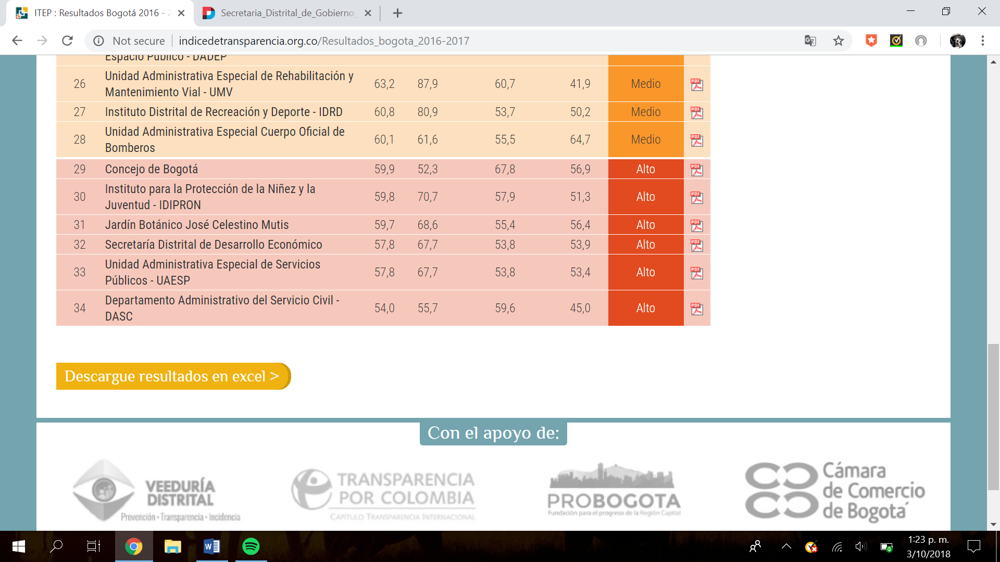 ITEP : Resultados Bogotá 2016 - 2
Secretaria_Distrital_de_Gobierno_
Not secure
indicedetransparencia.org.co/Resultados_bogota_2016-2017
Espacio Público - DADEP
26 Unidad Administrativa Especial de Rehabilitación y
Mantenimiento Vial - UMV 63,2 87,9 60,7 41,9 Medio
27 Instituto Distrital de Recreación y Deporte - IDRD 60,8 80,9 53,7 50,2 Medio
28 Unidad Administrativa Especial Cuerpo Oficial de
Bomberos 60,1 61,6 55,5 64,7 Medio
29 Concejo de Bogotá 59,9 52,3 67,8 56,9 Alto
30 Instituto para la Protección de la Niñez y la
Juventud - IDIPRON 59,8 70,7 57,9 51,3 Alto
31 Jardín Botánico José Celestino Mutis 59,7 68,6 55,4 56,4 Alto
32 Secretaría Distrital de Desarrollo Económico 57,8 67,7 53,8 53,9 Alto
33 Unidad Administrativa Especial de Servicios
Públicos - UAESP 57,8 67,7 53,8 53,4 Alto
34 Departamento Administrativo del Servicio Civil -
DASC 54,0 55,7 59,6 45,0 Alto
Descargue resultados en excel >
Con el apoyo de:
VEEDURÍA
DISTRITAL
Prevención · Transparencia · Incidencia
TRANSPARENCIA
POR COLOMBIA
CAPÍTULO TRANSPARENCIA INTERNACIONAL
PROBOGOTA
Fundación para el progreso de la Región Capital
Cámara
de Comercio
de Bogotá
1:23 p. m.
3/10/2018